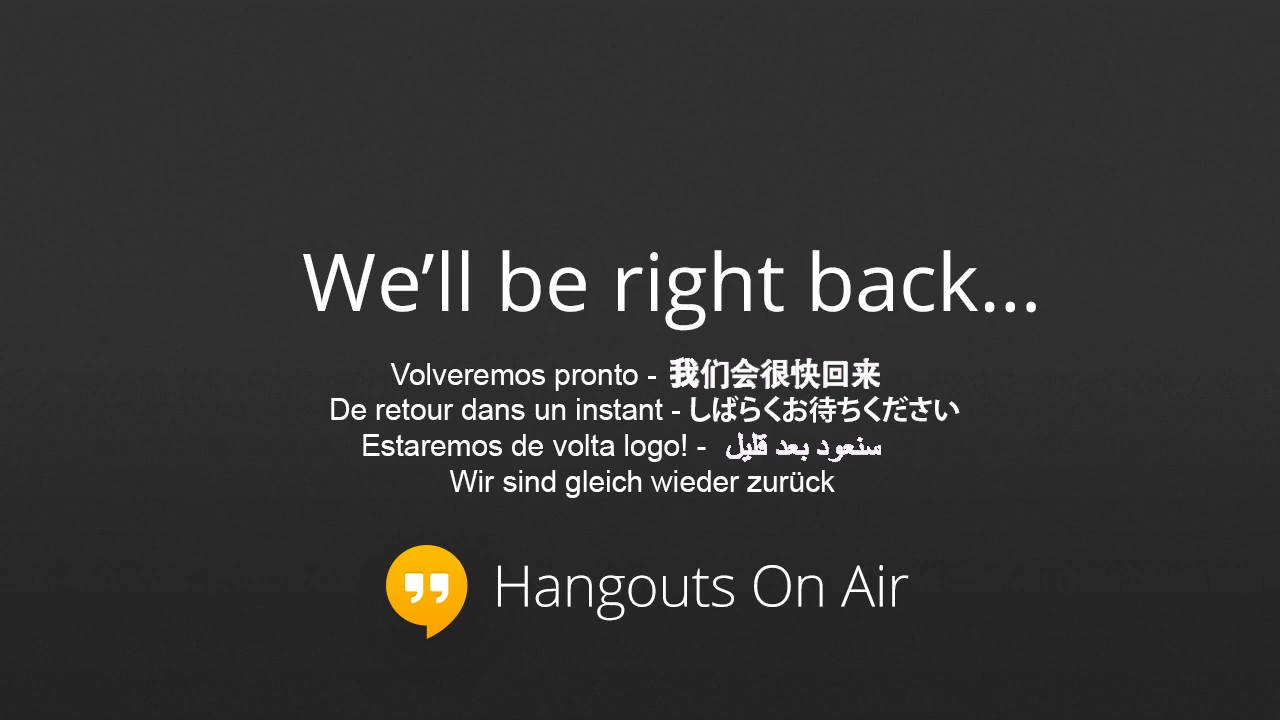 We’ll be right back...
Volveremos pronto - 我们会很快回来
De retour dans un instant - しばらくお待ちください
Estaremos de volta logo! - سنعود بعد قليل
Wir sind gleich wieder zurück
Hangouts On Air